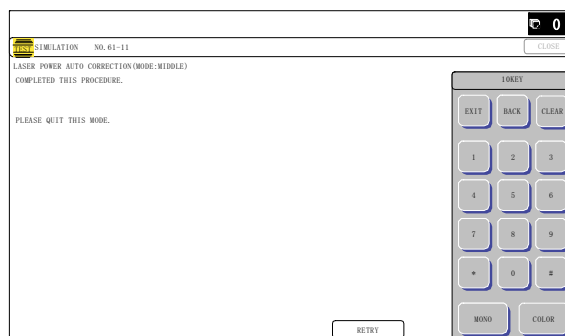 0
TEST SIMULATION NO. 61-11
CLOSE
LASER POWER AUTO CORRECTION(MODE:MIDDLE)
COMPLETED THIS PROCEDURE.
PLEASE QUIT THIS MODE.
10KEY
EXIT BACK CLEAR
1 2 3
4 5 6
7 8 9
* 0 #
MONO COLOR
RETRY